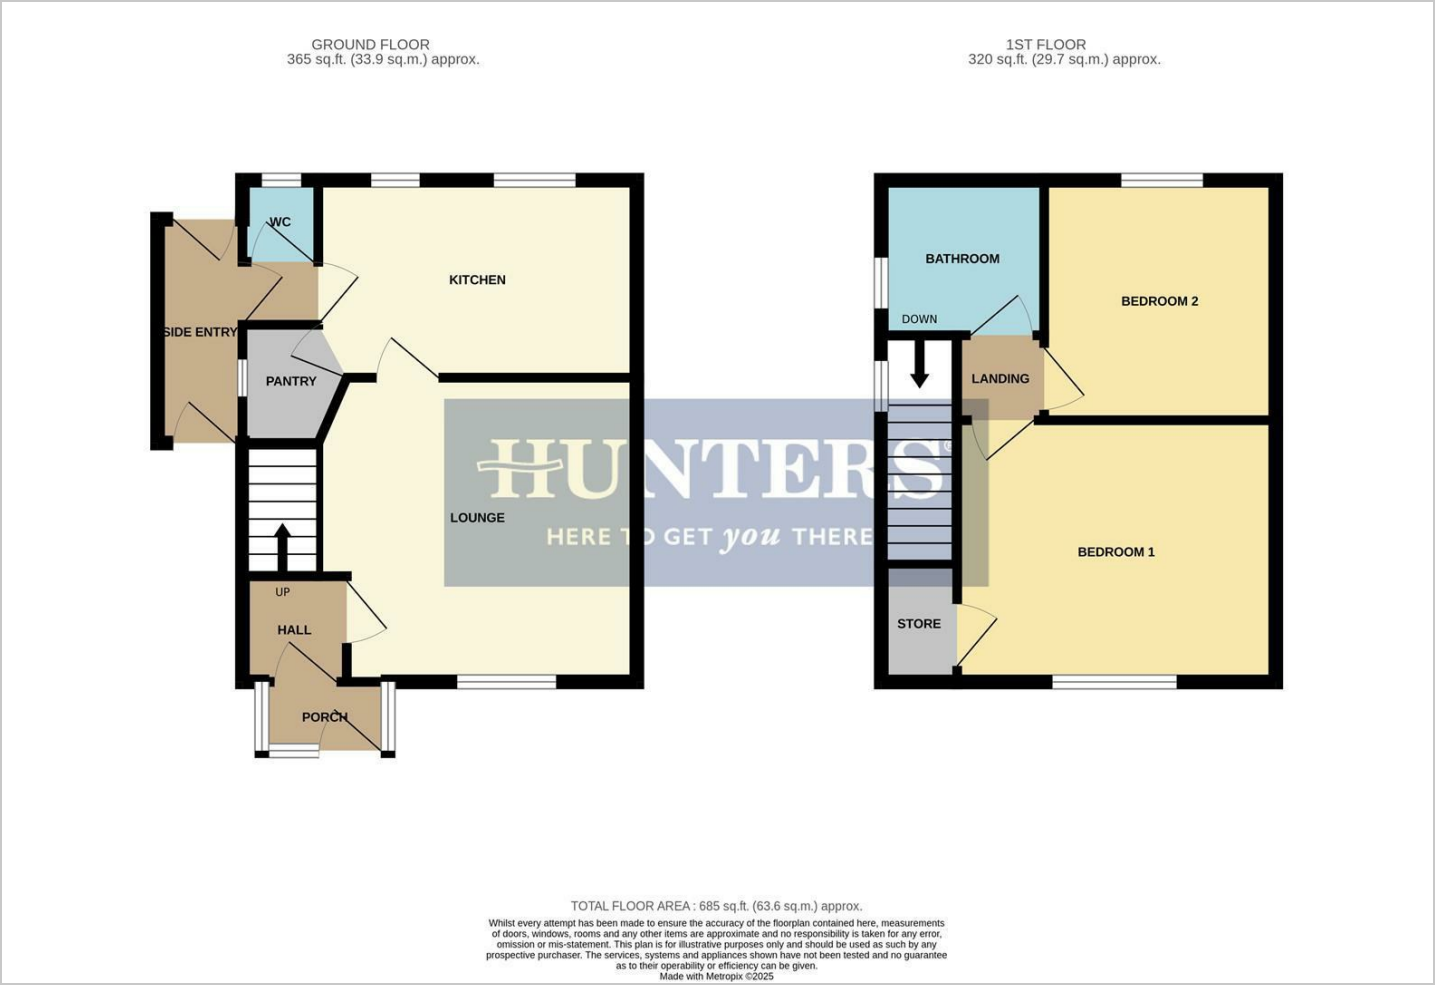 GROUND FLOOR
365 sq.ft. (33.9 sq.m.) approx.
1ST FLOOR
320 sq.ft. (29.7 sq.m.) approx.
WC
KITCHEN
SIDE ENTRY
PANTRY
LOUNGE
UP
HALL
PORCH
BATHROOM
BEDROOM 2
DOWN
LANDING
BEDROOM 1
STORE
HUNTERS®
HERE TO GET you THERE
TOTAL FLOOR AREA : 685 sq.ft. (63.6 sq.m.) approx.
Whilst every attempt has been made to ensure the accuracy of the floorplan contained here, measurements
of doors, windows, rooms and any other items are approximate and no responsibility is taken for any error,
omission or mis-statement. This plan is for illustrative purposes only and should be used as such by any
prospective purchaser. The services, systems and appliances shown have not been tested and no guarantee
as to their operability or efficiency can be given.
Made with Metropix ©2025